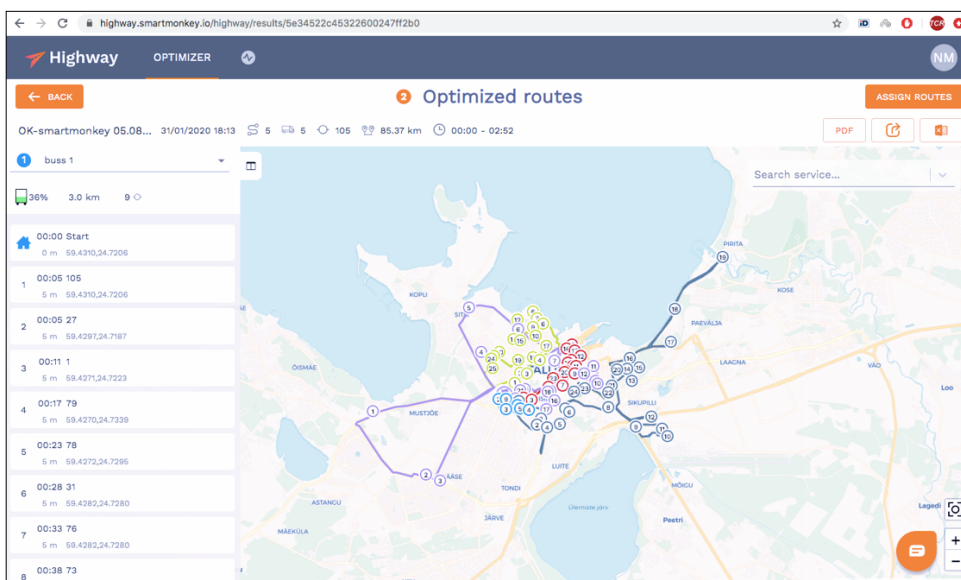 highway.smartmonkey.io/highway/results/5e34522c45322600247ff2b0
iD
TCR
Highway
OPTIMIZER
NM
BACK
2 Optimized routes
ASSIGN ROUTES
OK-smartmonkey 05.08... 31/01/2020 18:13 5 5 105 85.37 km 00:00 - 02:52
PDF
1 buss 1
Search service...
36% 3.0 km 9
00:00 Start
0 m 59.4310,24.7206
1 00:05 105
5 m 59.4310,24.7206
2 00:05 27
5 m 59.4297,24.7187
3 00:11 1
5 m 59.4271,24.7223
4 00:17 79
5 m 59.4270,24.7339
5 00:23 78
5 m 59.4272,24.7295
6 00:28 31
5 m 59.4282,24.7280
7 00:33 76
5 m 59.4282,24.7280
8 00:38 73
PIRITA
KOSE
KOPLI
PAEVÄLJA
LAAGNA
VÄO
Loo
ÕISMÄE
MUSTJÕE
SIKUPILLI
LUITE
TONDI
ASTANGU
MÄEKÜLA
JÄRVE
Ülemiste järv
MÕIGU
Peetri
Lagedi